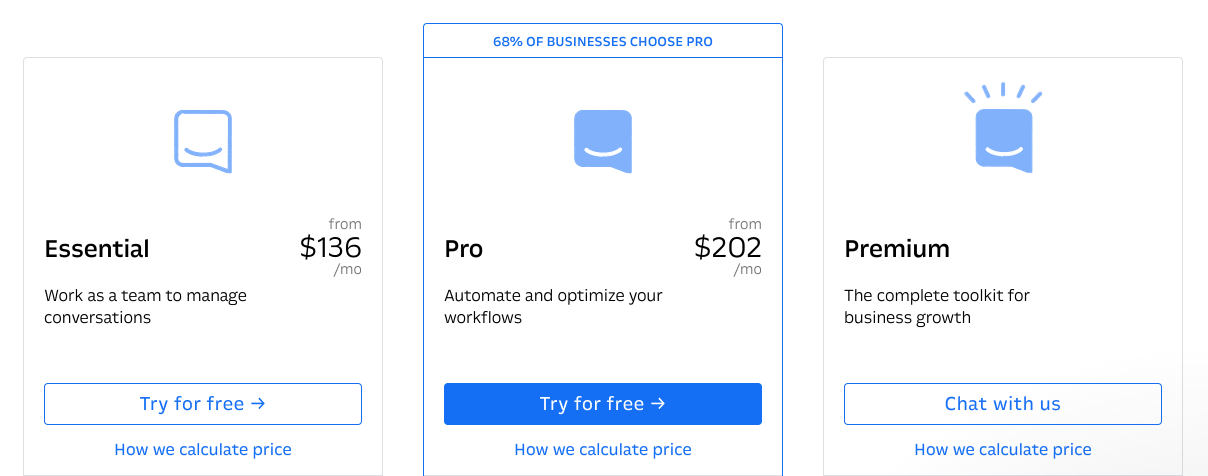 68% OF BUSINESSES CHOOSE PRO
Essential
from
$136
/mo
Work as a team to manage
conversations
Try for free →
How we calculate price
Pro
from
$202
/mo
Automate and optimize your
workflows
Try for free →
How we calculate price
Premium
The complete toolkit for
business growth
Chat with us
How we calculate price